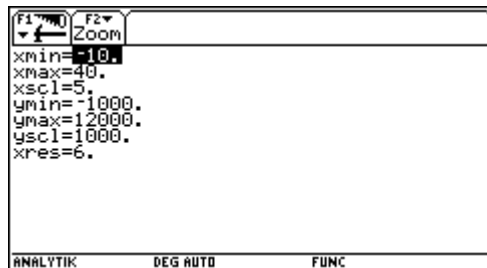 F1 F2
Zoom
xmin=-10.
xmax=40.
xscl=5.
ymin=-1000.
ymax=12000.
yscl=1000.
xres=6.
ANALYTIK DEG AUTO FUNC